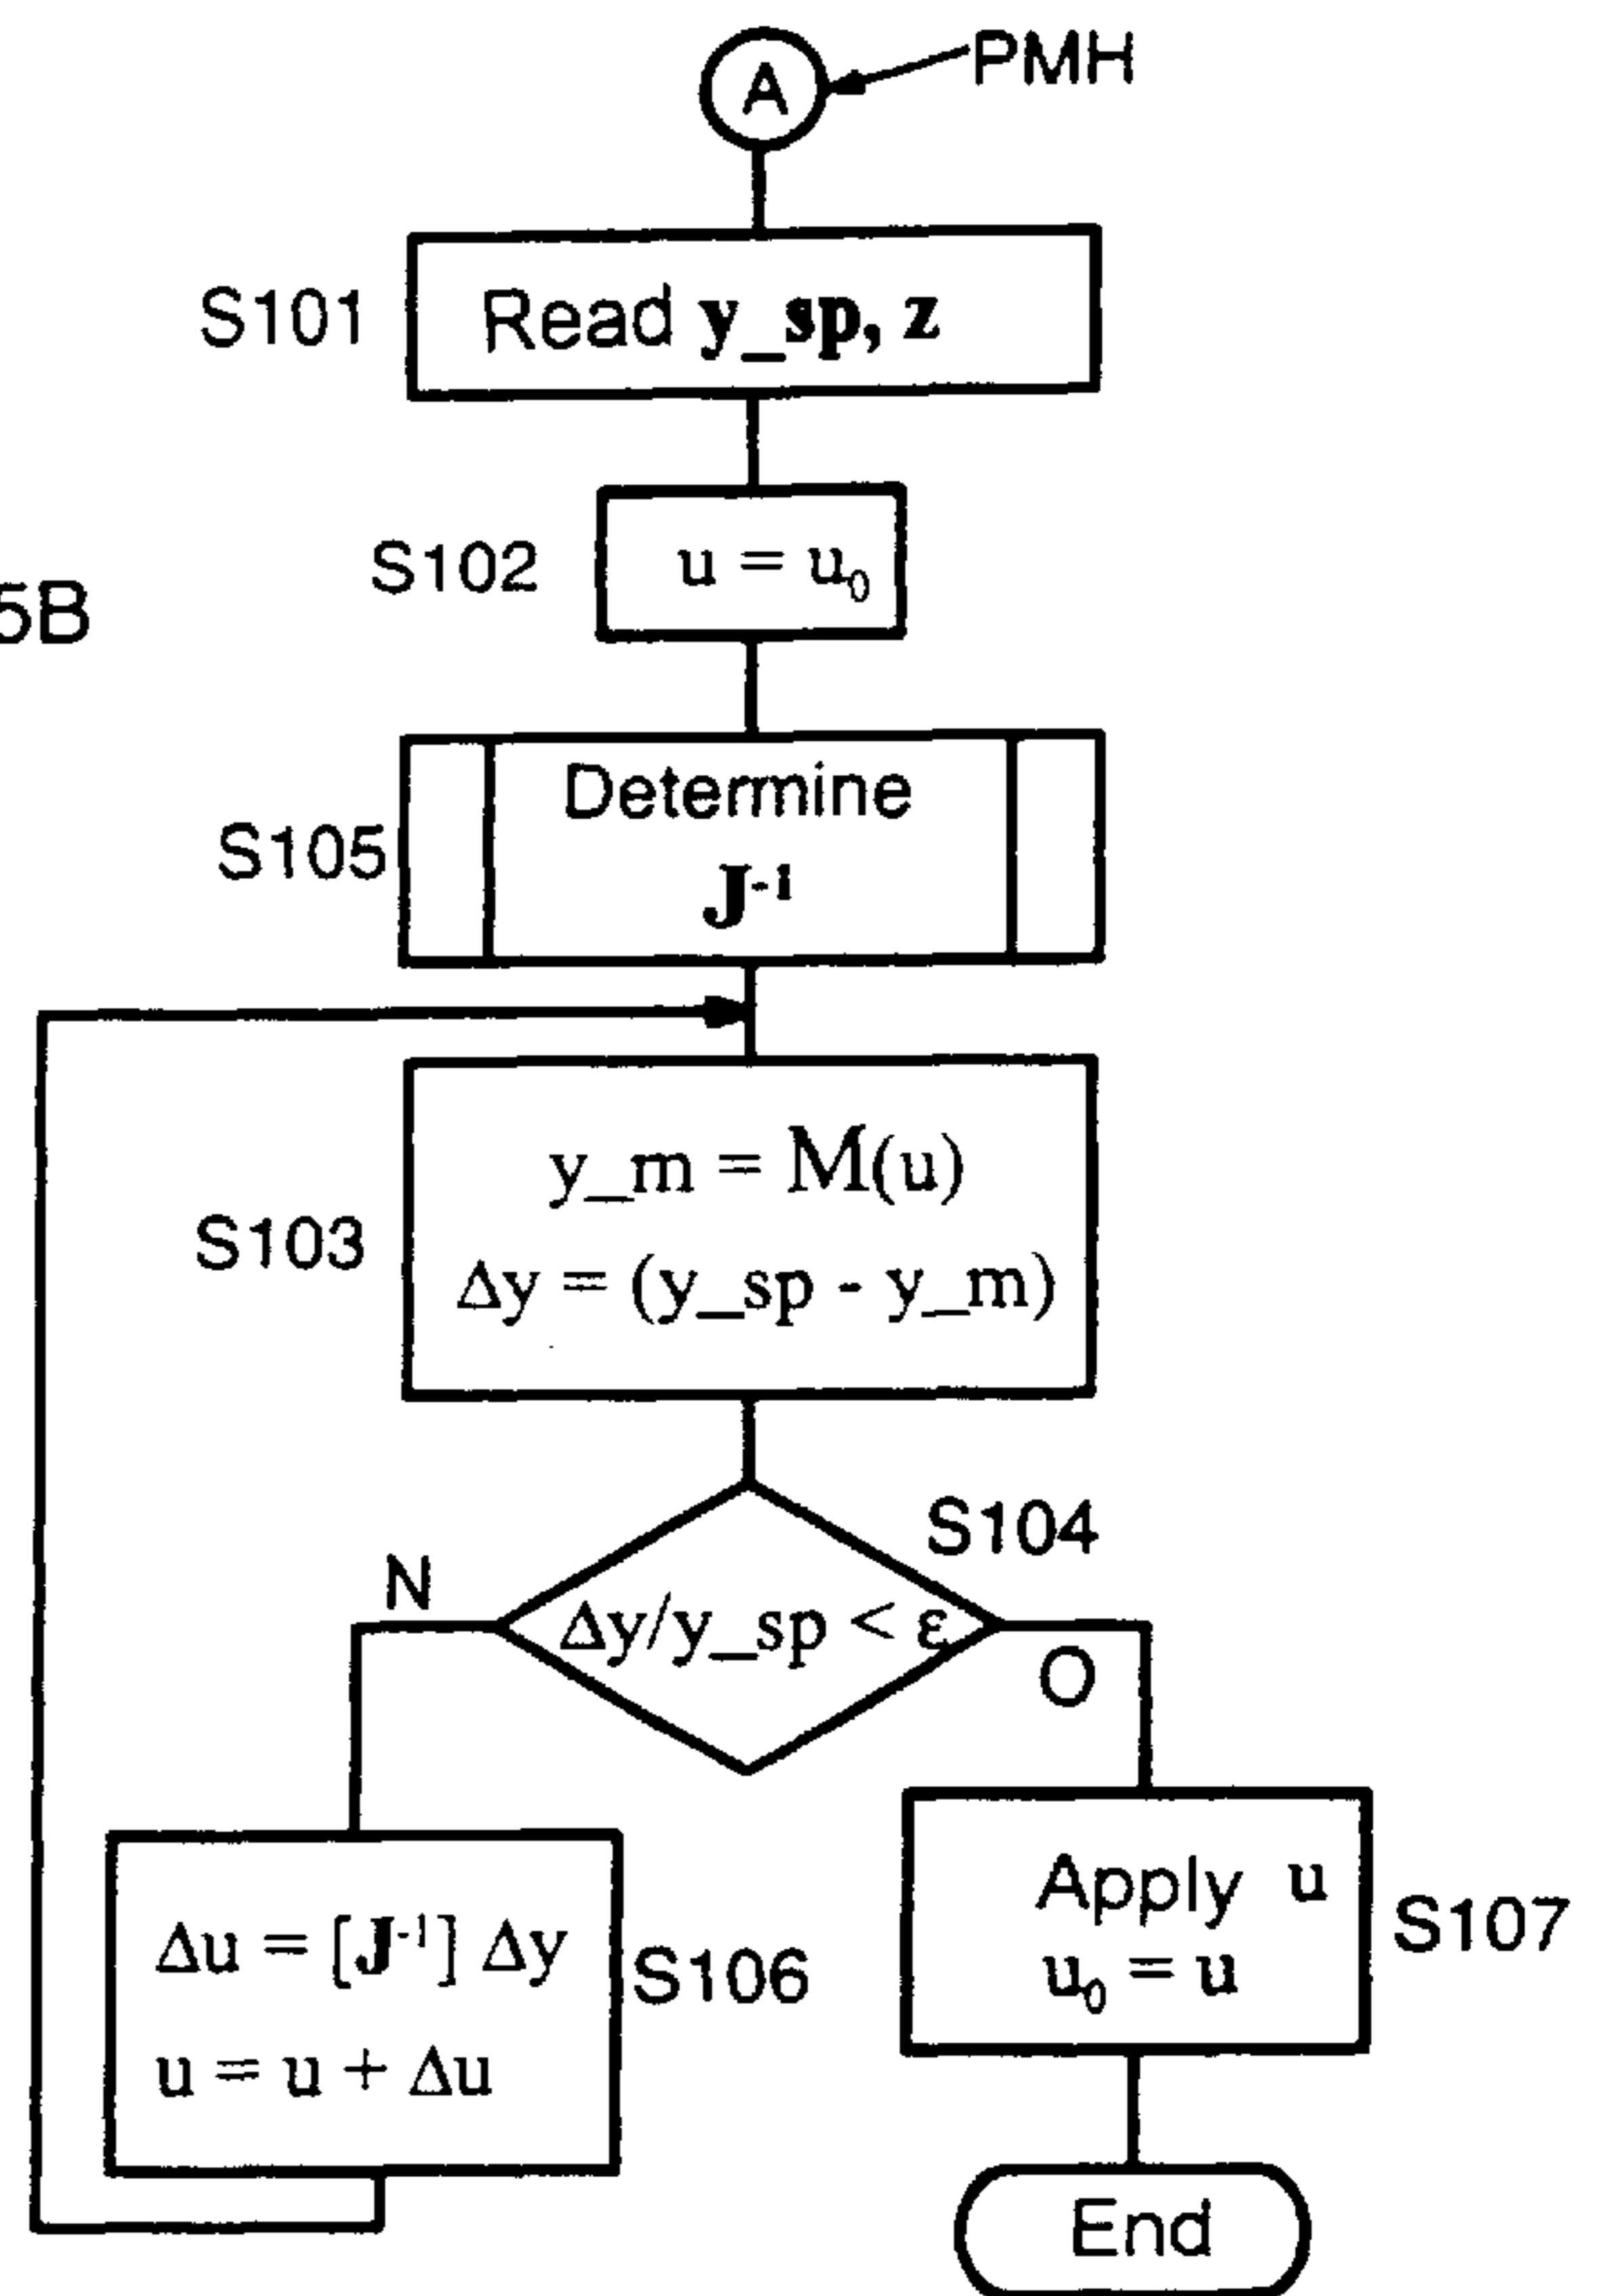 A
PMH
S101
Read y_sp, z
S102
u = u₀
5B
S105
Determine
J⁻¹
S103
y_m = M(u)
Δy = (y_sp - y_m)
S104
N
Δy/y_sp < ε
O
Δu = [J⁻¹] Δy
u = u + Δu
S106
Apply u
u₀ = u
S107
End